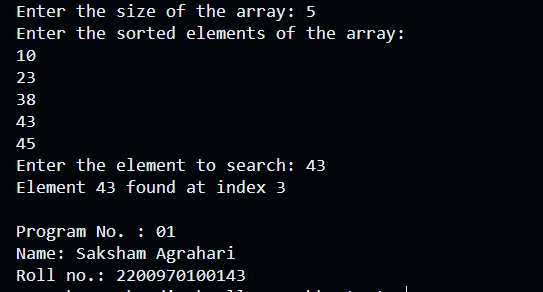 Enter the size of the array: 5
Enter the sorted elements of the array:
10
23
38
43
45
Enter the element to search: 43
Element 43 found at index 3
Program No. : 01
Name: Saksham Agrahari
Roll no.: 2200970100143